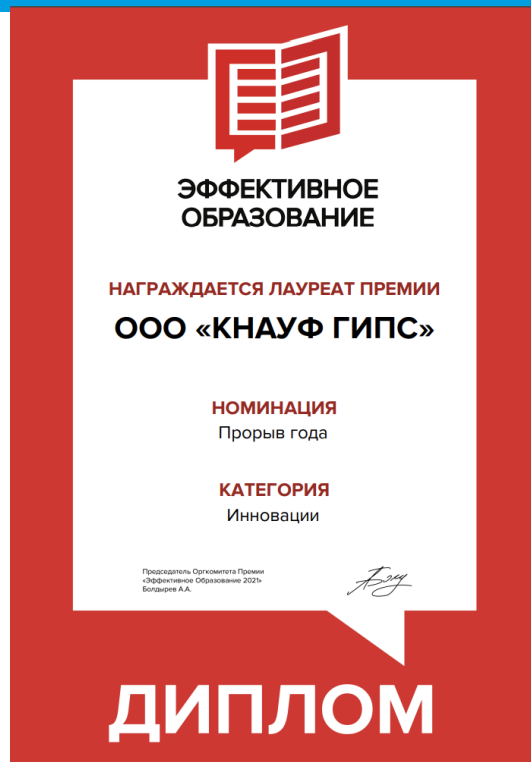 ЭФФЕКТИВНОЕ
ОБРАЗОВАНИЕ
НАГРАЖДАЕТСЯ ЛАУРЕАТ ПРЕМИИ
ООО «КНАУФ ГИПС»
НОМИНАЦИЯ
Прорыв года
КАТЕГОРИЯ
Инновации
Председатель Оргкомитета Премии
«Эффективное Образование 2021»
Болдырев А.А.
ДИПЛОМ